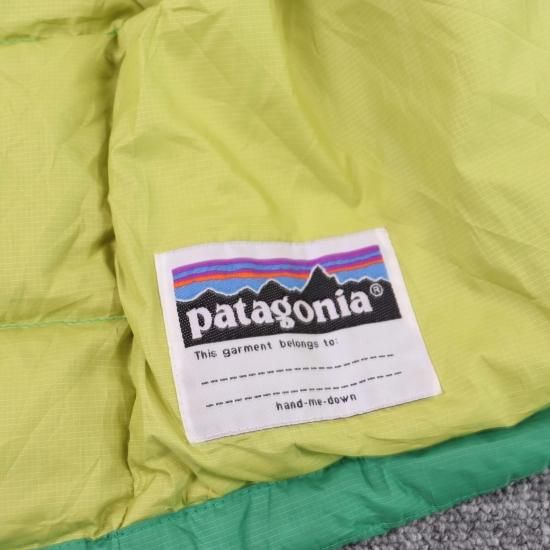 patagonia®
This garment belongs to:
hand-me-down